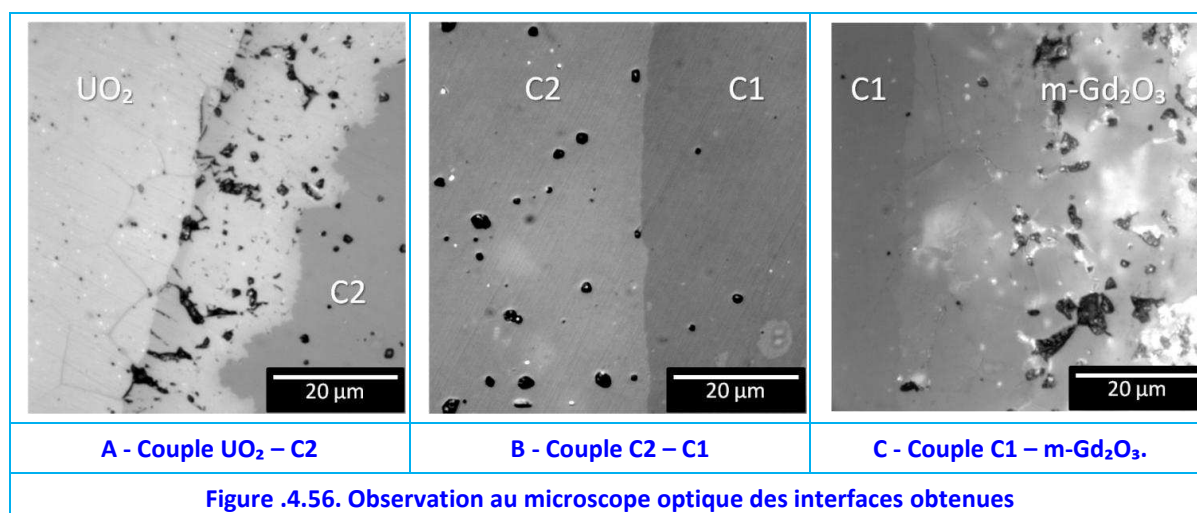 UO₂
C2
20 µm
C2
C1
20 µm
C1
m-Gd₂O₃
20 µm
A - Couple UO₂ – C2
B - Couple C2 – C1
C - Couple C1 – m-Gd₂O₃.
Figure .4.56. Observation au microscope optique des interfaces obtenues